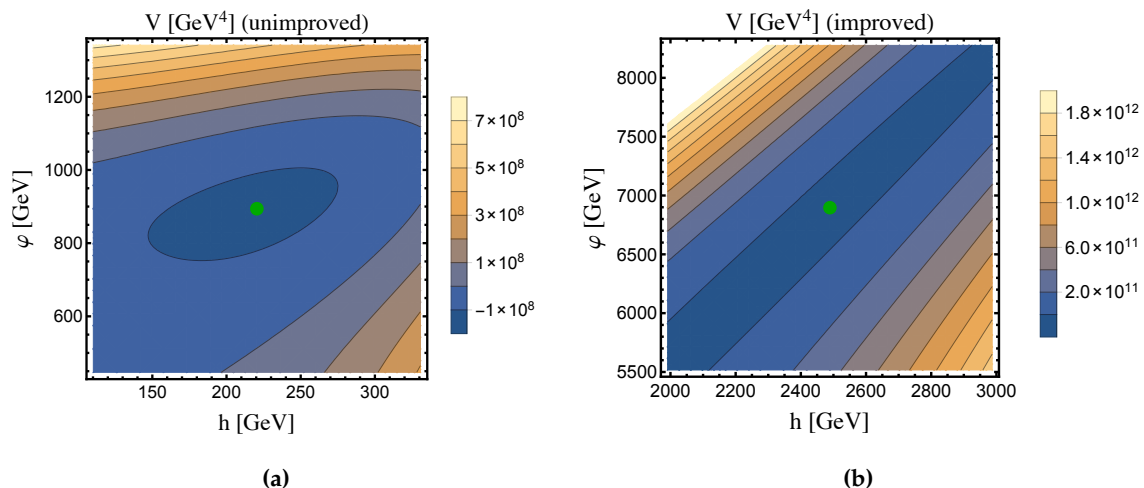 V [GeV⁴] (unimproved)
1200
1000
800
600
φ [GeV]
150 200 250 300
h [GeV]
7×10⁸
5×10⁸
3×10⁸
1×10⁸
−1×10⁸
(a)
V [GeV⁴] (improved)
8000
7500
7000
6500
6000
5500
φ [GeV]
2000 2200 2400 2600 2800 3000
h [GeV]
1.8×10¹²
1.4×10¹²
1.0×10¹²
6.0×10¹¹
2.0×10¹¹
(b)